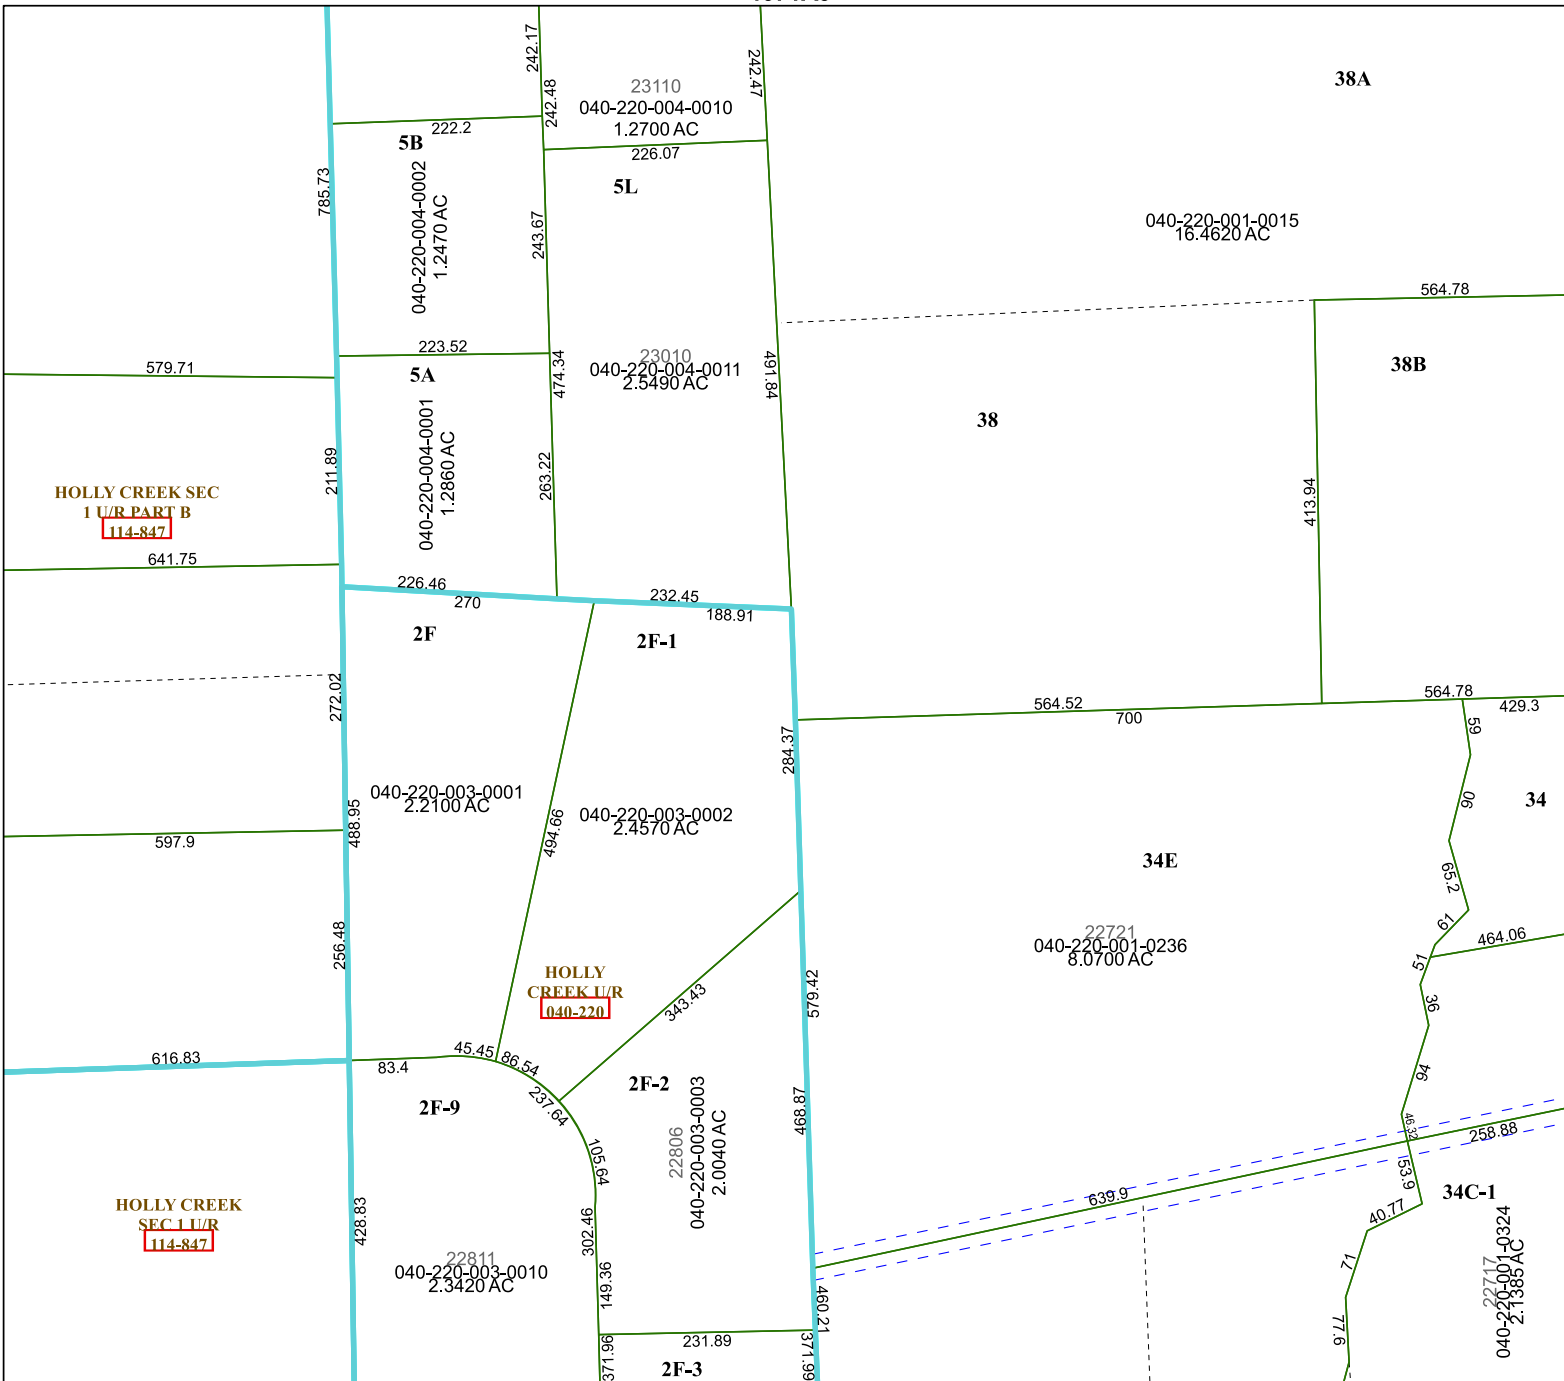 242.17
242.48
242.47
23110
040-220-004-0010
1.2700 AC
38A
222.2
226.07
5B
5L
785.73
040-220-004-0002
1.2470 AC
243.67
040-220-001-0015
16.4620 AC
564.78
223.52
579.71
5A
474.34
23010
040-220-004-0011
2.5490 AC
491.84
38B
38
211.89
040-220-004-0001
1.2860 AC
263.22
413.94
HOLLY CREEK SEC
1 U/R PART B
114-847
641.75
226.46
270
232.45
188.91
2F
2F-1
272.02
564.52
700
564.78
429.3
59
284.37
040-220-003-0001
2.2100 AC
488.95
494.66
040-220-003-0002
2.4570 AC
90
34
597.9
34E
65.2
61
256.48
22721
040-220-001-0236
8.0700 AC
464.06
51
HOLLY
CREEK U/R
040-220
343.43
579.42
36
616.83
83.4
45.45
86.54
237.64
94
2F-9
2F-2
22806
040-220-003-0003
2.0040 AC
468.87
46.32
258.88
105.64
53.9
HOLLY CREEK
SEC 1 U/R
114-847
428.83
302.46
639.9
40.77
34C-1
22811
040-220-003-0010
2.3420 AC
149.36
460.21
71
22717
040-220-001-0324
2.1385 AC
77.6
371.96
231.89
371.99
2F-3